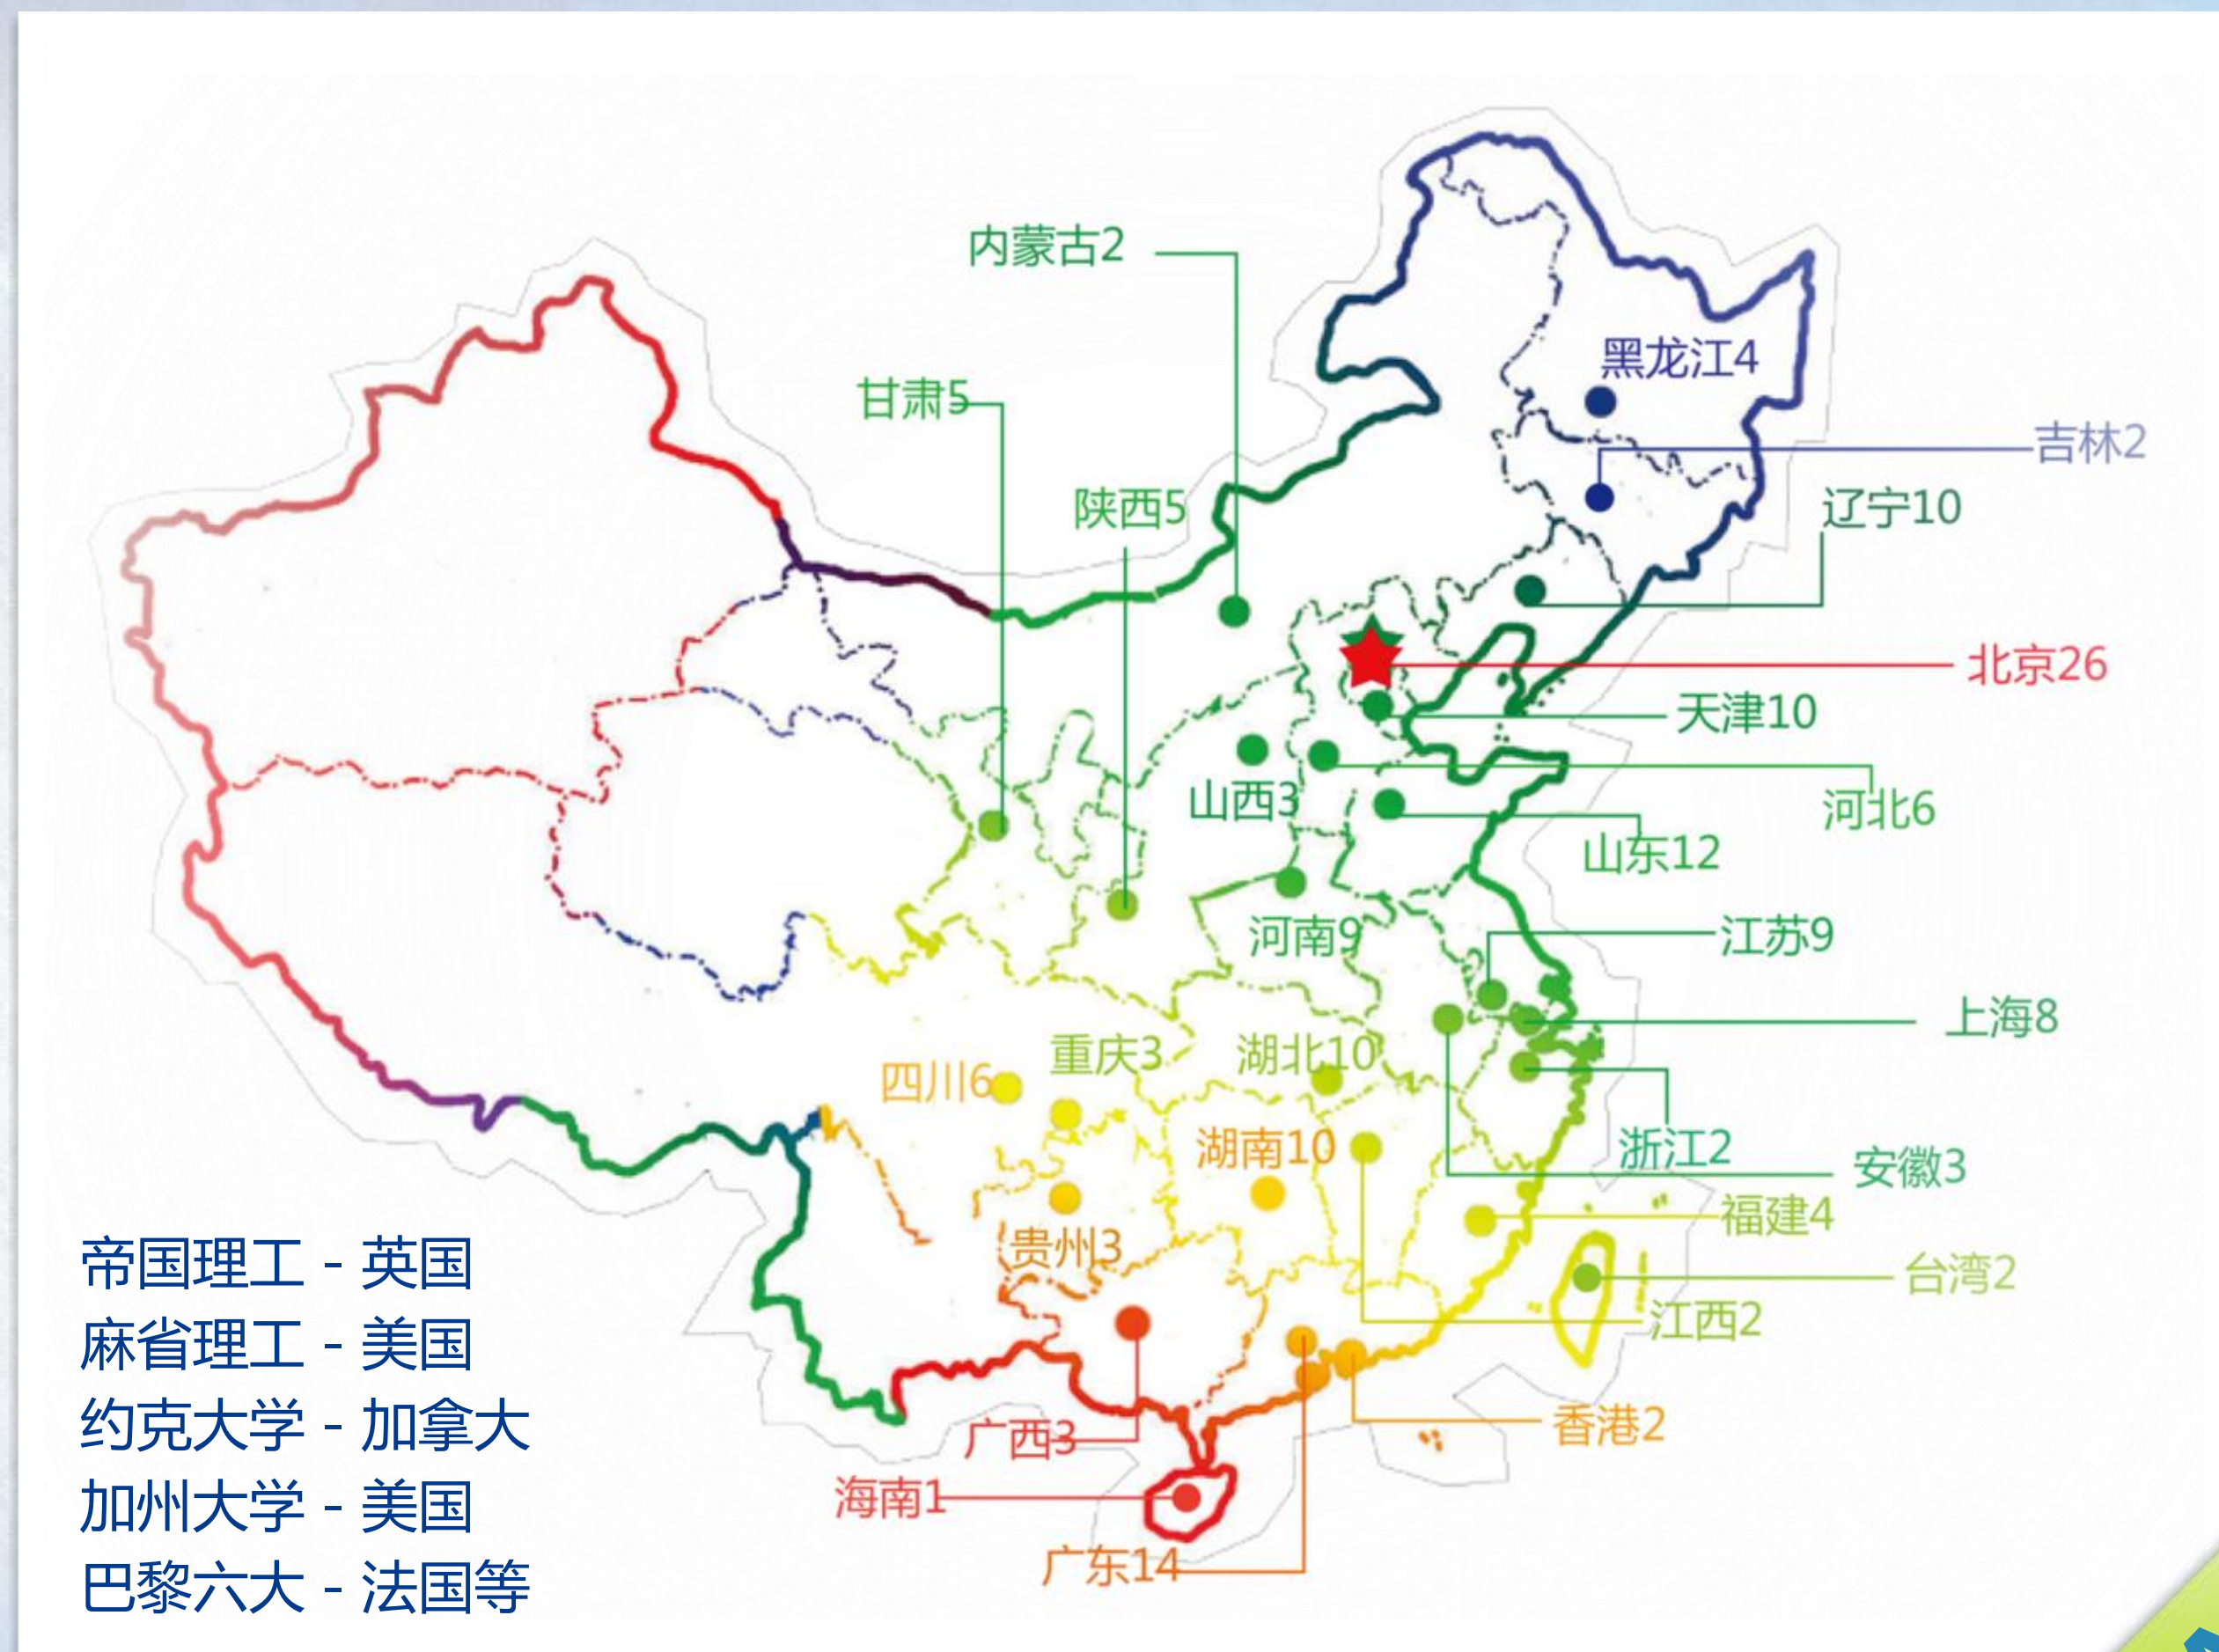 内蒙古2
黑龙江4
甘肃5
吉林2
陕西5
辽宁10
北京26
天津10
山西3
河北6
山东12
河南9
江苏9
上海8
重庆3
湖北10
四川6
湖南10
浙江2
安徽3
福建4
贵州3
台湾2
江西2
广西3
香港2
海南1
广东14
帝国理工 - 英国
麻省理工 - 美国
约克大学 - 加拿大
加州大学 - 美国
巴黎六大 - 法国等